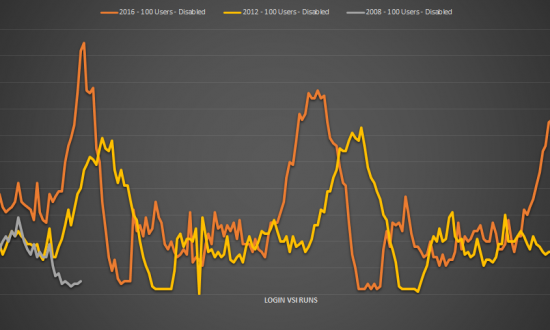 2016 - 100 Users - Disabled 2012 - 100 Users - Disabled 2008 - 100 Users - Disabled
LOGIN VSI RUNS